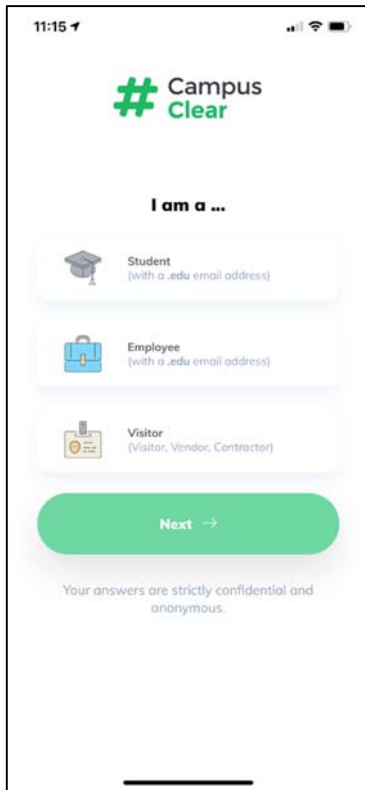 11:15
# Campus
Clear
I am a ...
Student
(with a .edu email address)
Employee
(with a .edu email address)
Visitor
(Visitor, Vendor, Contractor)
Next →
Your answers are strictly confidential and
anonymous.